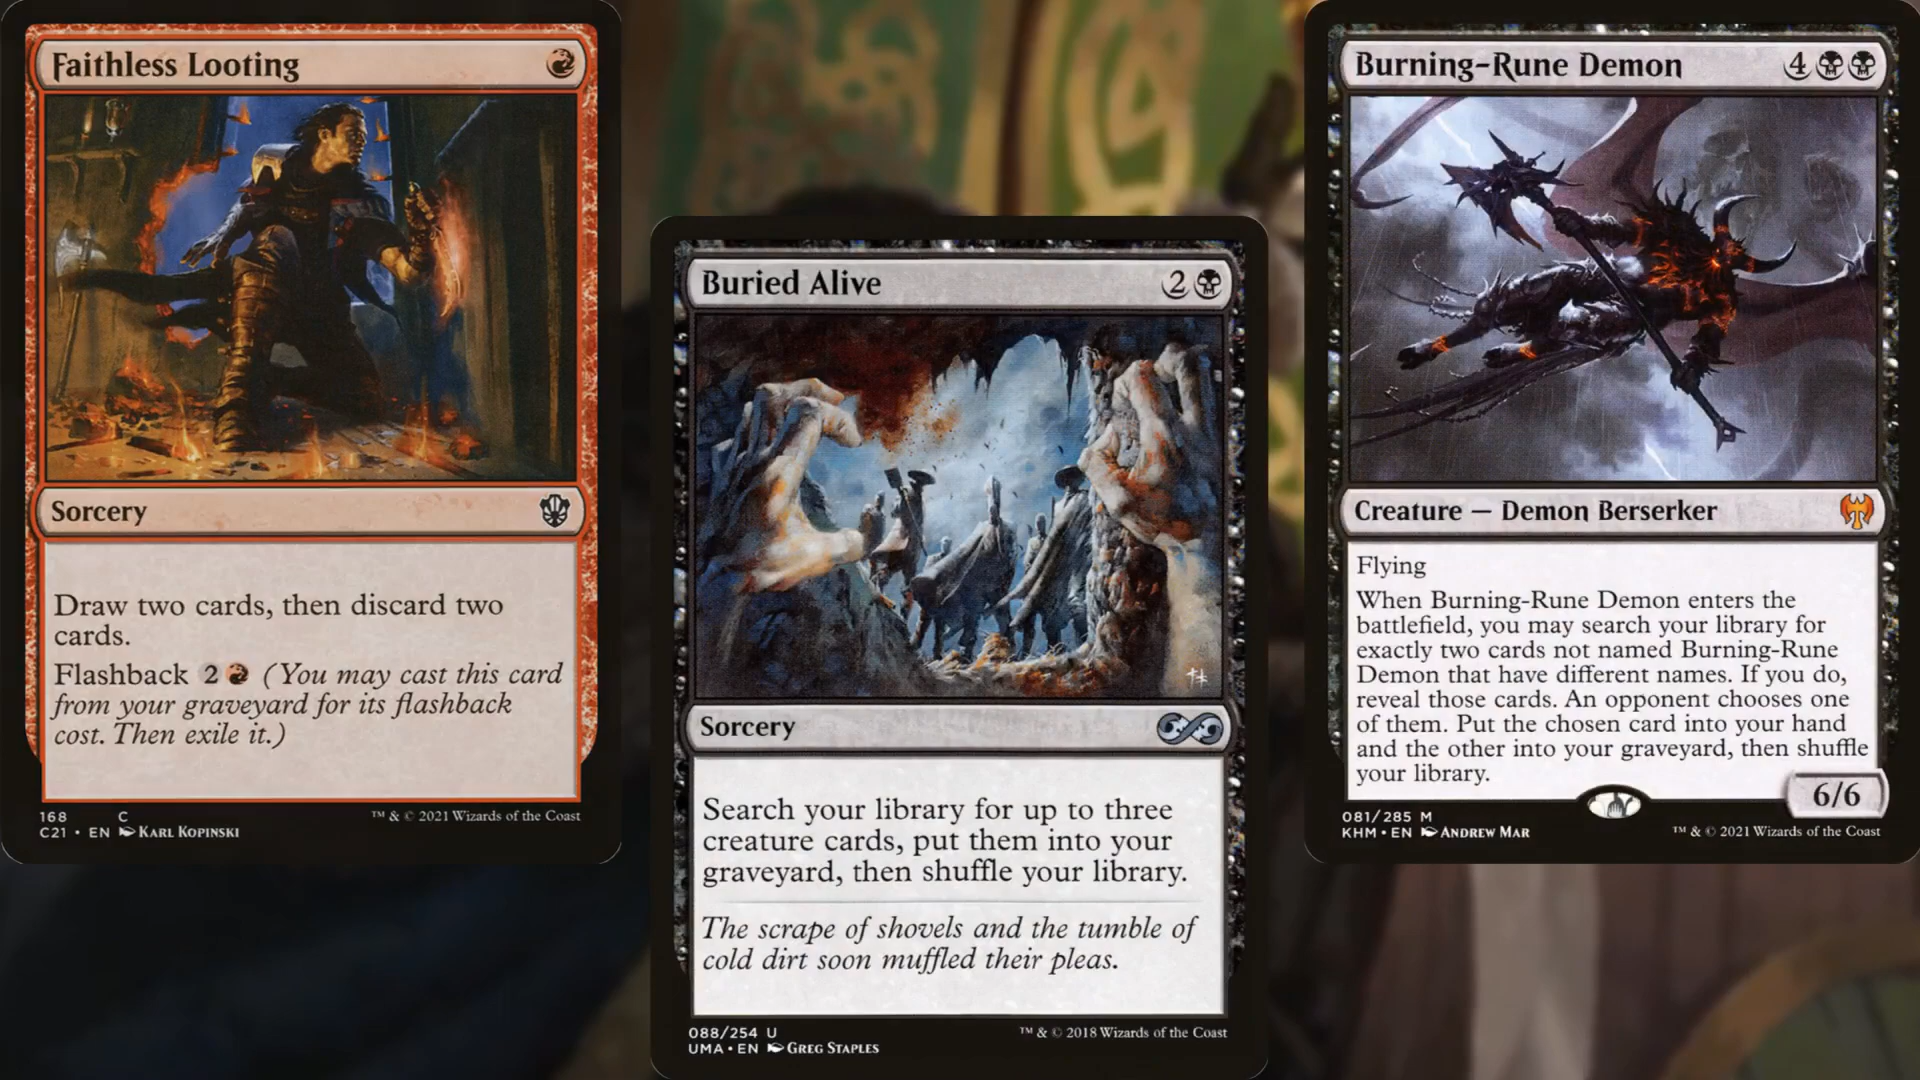 Faithless Looting
Sorcery
Draw two cards, then discard two
cards.
Flashback 2 (You may cast this card
from your graveyard for its flashback
cost. Then exile it.)
168 C
C21 • EN KARL KOPINSKI
™ & © 2021 Wizards of the Coast
Buried Alive 2
Sorcery
Search your library for up to three
creature cards, put them into your
graveyard, then shuffle your library.
The scrape of shovels and the tumble of
cold dirt soon muffled their pleas.
088/254 U
UMA • EN GREG STAPLES
™ & © 2018 Wizards of the Coast
Burning-Rune Demon 4
Creature — Demon Berserker
Flying
When Burning-Rune Demon enters the
battlefield, you may search your library for
exactly two cards not named Burning-Rune
Demon that have different names. If you do,
reveal those cards. An opponent chooses one
of them. Put the chosen card into your hand
and the other into your graveyard, then shuffle
your library.
6/6
081/285 M
KHM • EN ANDREW MAR
™ & © 2021 Wizards of the Coast